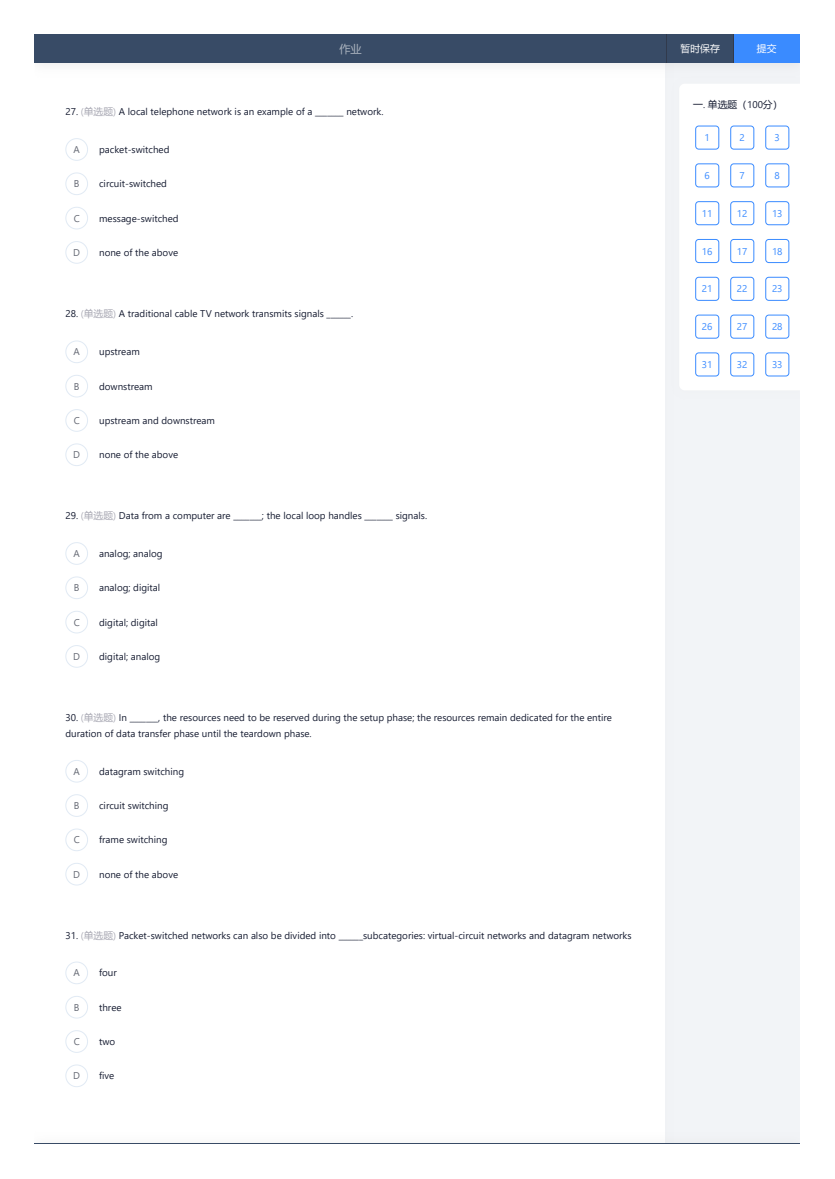 作业
暂时保存
提交
27. (单选题) A local telephone network is an example of a ______ network.
A packet-switched
B circuit-switched
C message-switched
D none of the above
28. (单选题) A traditional cable TV network transmits signals _____.
A upstream
B downstream
C upstream and downstream
D none of the above
29. (单选题) Data from a computer are ______; the local loop handles ______ signals.
A analog; analog
B analog; digital
C digital; digital
D digital; analog
30. (单选题) In ______, the resources need to be reserved during the setup phase; the resources remain dedicated for the entire
duration of data transfer phase until the teardown phase.
A datagram switching
B circuit switching
C frame switching
D none of the above
31. (单选题) Packet-switched networks can also be divided into _____subcategories: virtual-circuit networks and datagram networks
A four
B three
C two
D five
一. 单选题（100分）
1 2 3
6 7 8
11 12 13
16 17 18
21 22 23
26 27 28
31 32 33